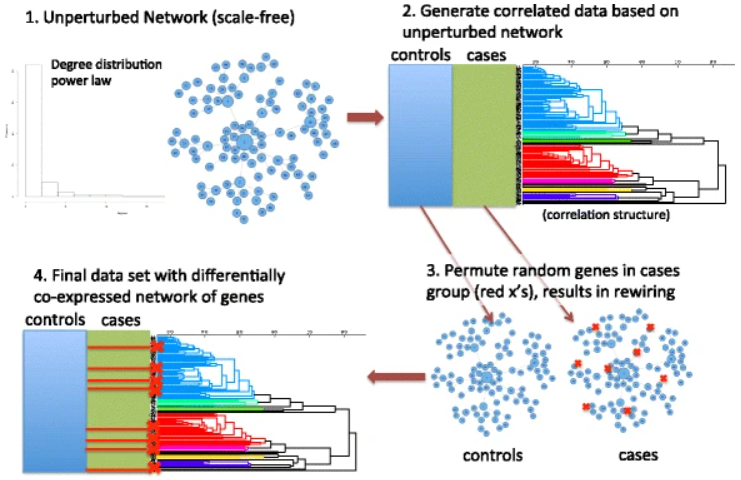 1. Unperturbed Network (scale-free)
Degree distribution
power law
2. Generate correlated data based on
unperturbed network
controls cases
(correlation structure)
3. Permute random genes in cases
group (red x's), results in rewiring
controls
cases
4. Final data set with differentially
co-expressed network of genes
controls cases